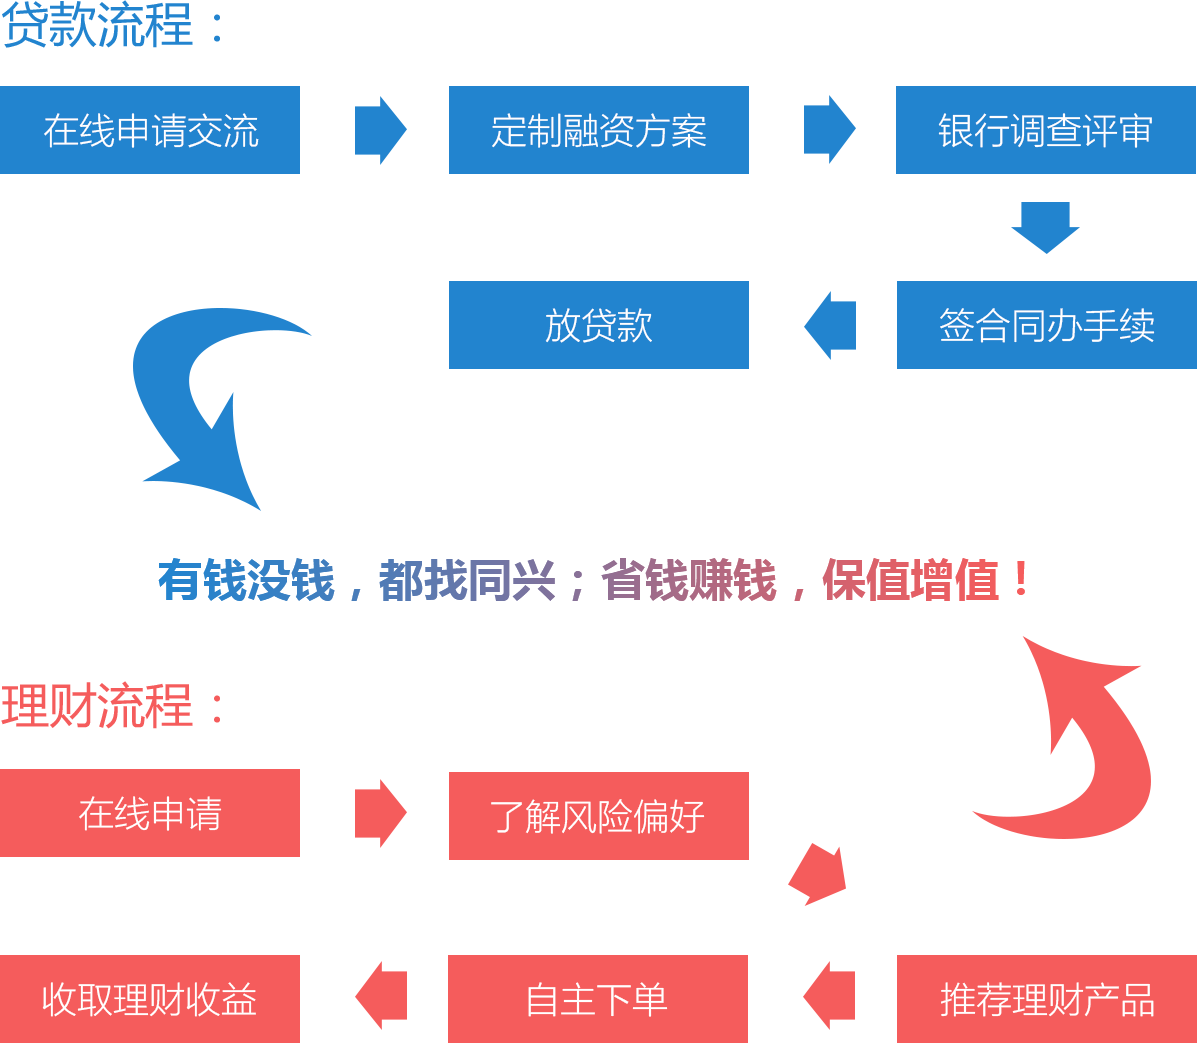 贷款流程：
在线申请交流
定制融资方案
银行调查评审
签合同办手续
放贷款
有钱没钱，都找同兴；省钱赚钱，保值增值！
理财流程：
在线申请
了解风险偏好
推荐理财产品
自主下单
收取理财收益